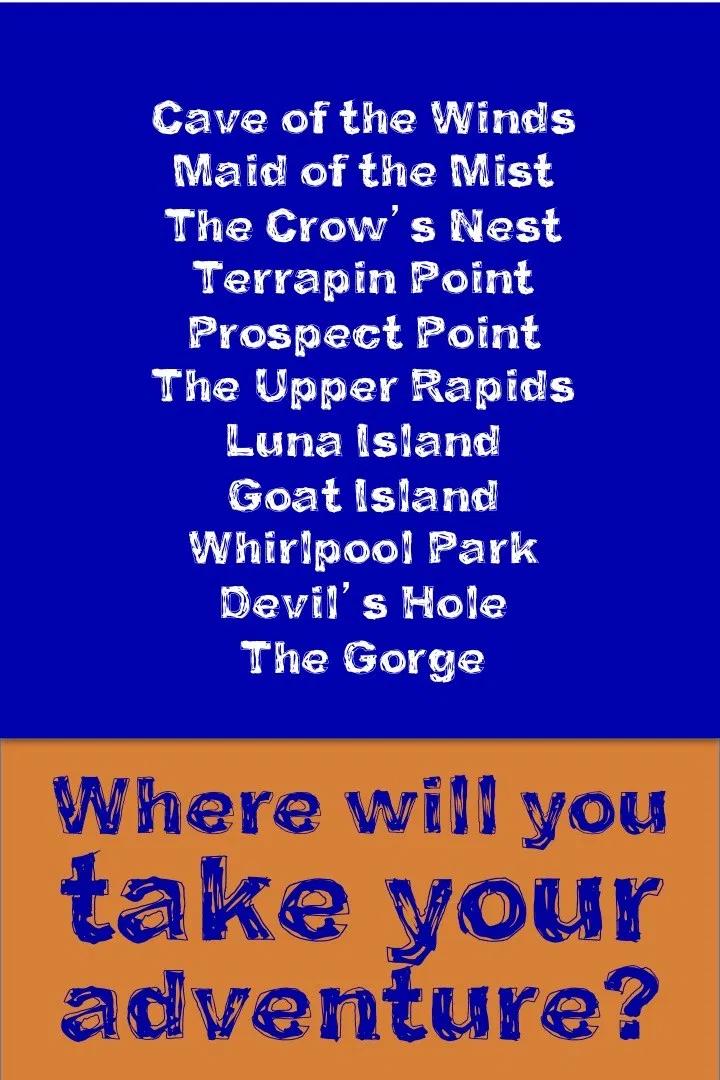 Cave of the Winds
Maid of the Mist
The Crow's Nest
Terrapin Point
Prospect Point
The Upper Rapids
Luna Island
Goat Island
Whirlpool Park
Devil's Hole
The Gorge
Where will you
take your
adventure?